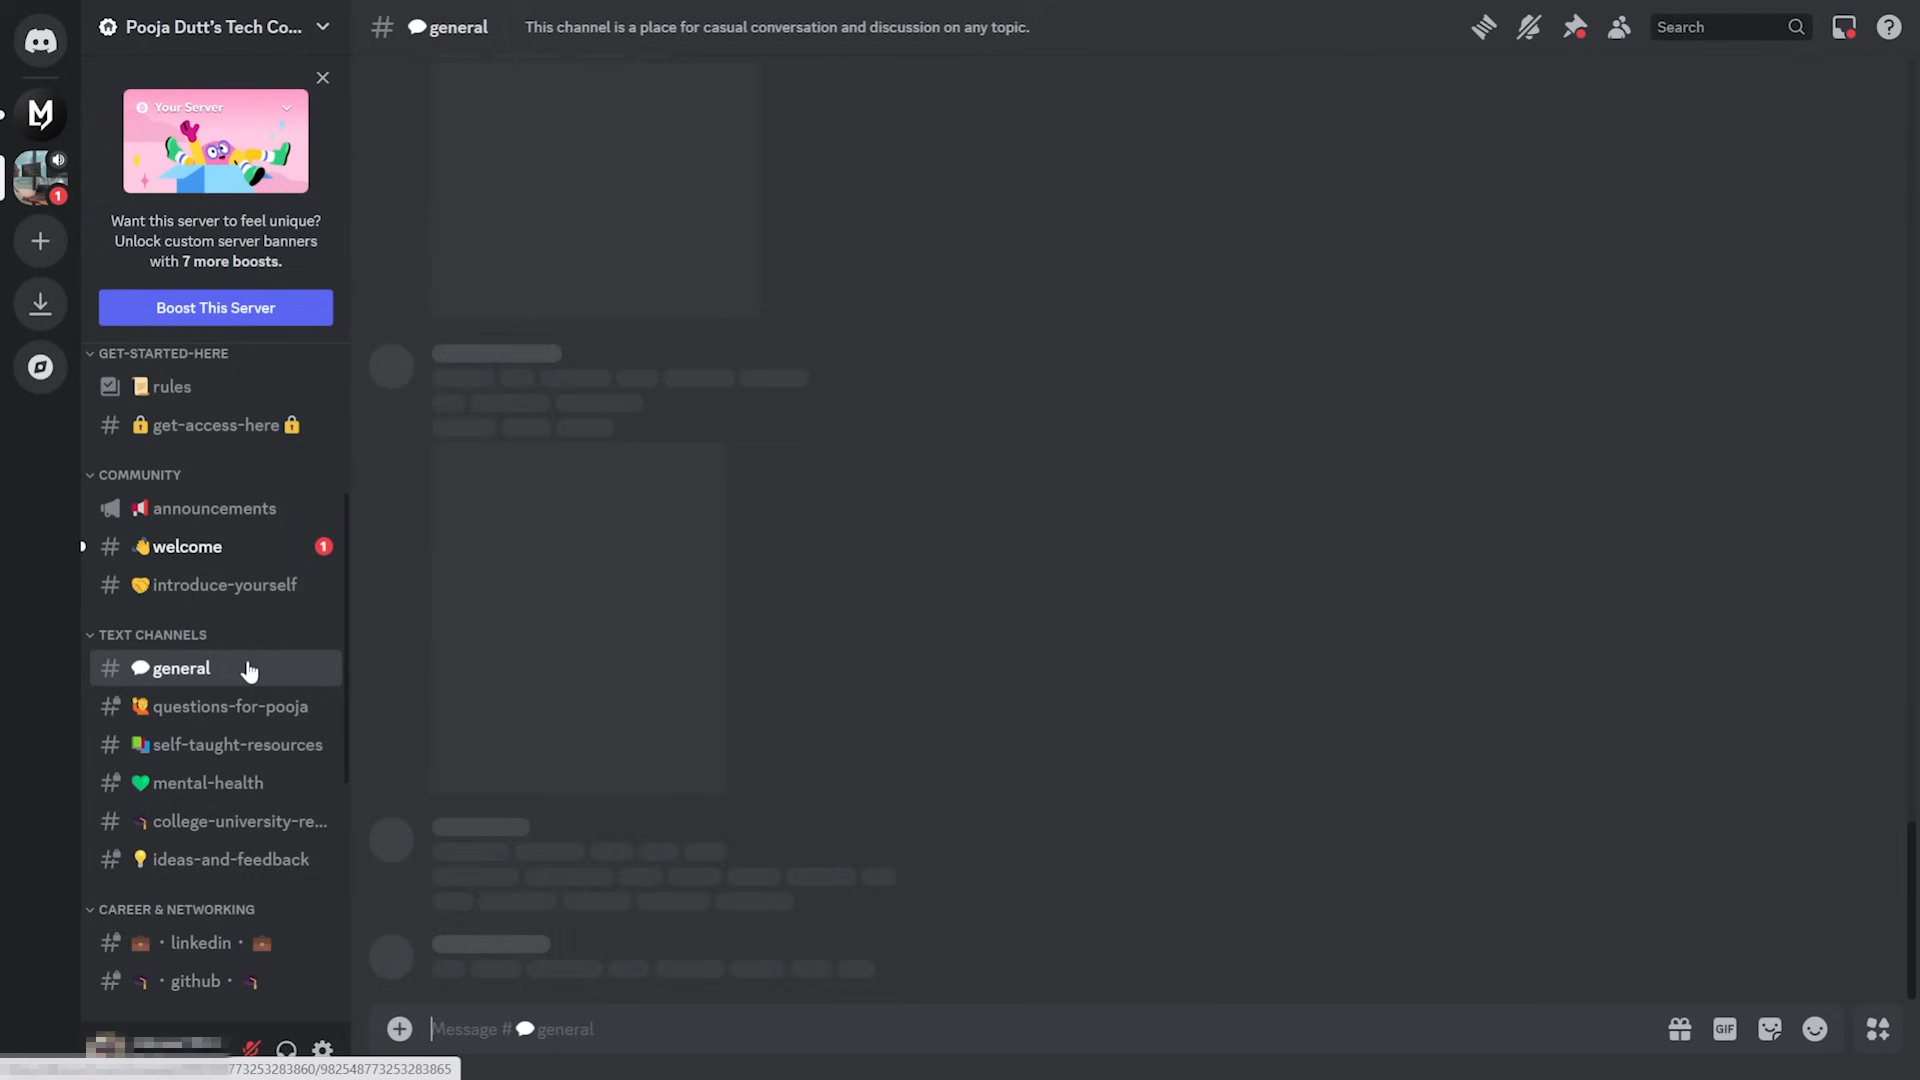 Pooja Dutt's Tech Co...
general
This channel is a place for casual conversation and discussion on any topic.
Search
Your Server
Want this server to feel unique?
Unlock custom server banners
with 7 more boosts.
Boost This Server
GET-STARTED-HERE
rules
get-access-here
COMMUNITY
announcements
welcome
1
introduce-yourself
TEXT CHANNELS
general
questions-for-pooja
self-taught-resources
mental-health
college-university-re...
ideas-and-feedback
CAREER & NETWORKING
linkedin
github
1
Message # general
GIF
773253283860/982548773253283865